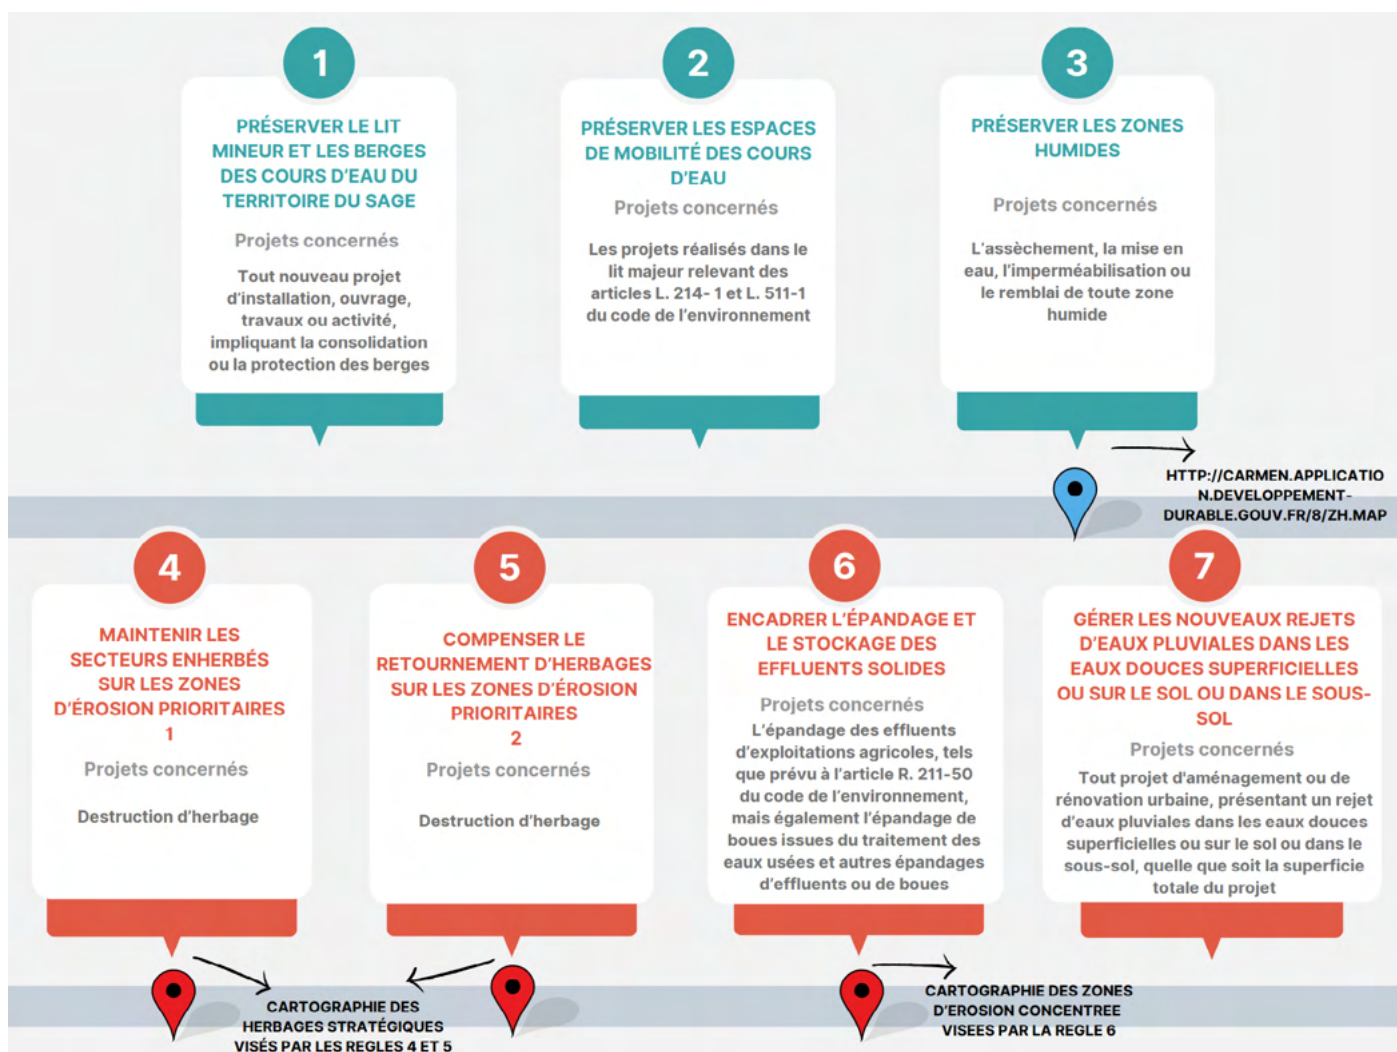 1
PRÉSERVER LE LIT
MINEUR ET LES BERGES
DES COURS D'EAU DU
TERRITOIRE DU SAGE
Projets concernés
Tout nouveau projet
d'installation, ouvrage,
travaux ou activité,
impliquant la consolidation
ou la protection des berges
2
PRÉSERVER LES ESPACES
DE MOBILITÉ DES COURS
D'EAU
Projets concernés
Les projets réalisés dans le
lit majeur relevant des
articles L. 214- 1 et L. 511-1
du code de l'environnement
3
PRÉSERVER LES ZONES
HUMIDES
Projets concernés
L'assèchement, la mise en
eau, l'imperméabilisation ou
le remblai de toute zone
humide
HTTP://CARMEN.APPLICATIO
N.DEVELOPPEMENT-
DURABLE.GOUV.FR/8/ZH.MAP
4
MAINTENIR LES
SECTEURS ENHERBÉS
SUR LES ZONES
D'ÉROSION PRIORITAIRES
1
Projets concernés
Destruction d'herbage
5
COMPENSER LE
RETOURNEMENT D'HERBAGES
SUR LES ZONES D'ÉROSION
PRIORITAIRES
2
Projets concernés
Destruction d'herbage
CARTOGRAPHIE DES
HERBAGES STRATÉGIQUES
VISÉS PAR LES REGLES 4 ET 5
6
ENCADRER L'ÉPANDAGE ET
LE STOCKAGE DES
EFFLUENTS SOLIDES
Projets concernés
L'épandage des effluents
d'exploitations agricoles, tels
que prévu à l'article R. 211-50
du code de l'environnement,
mais également l'épandage de
boues issues du traitement des
eaux usées et autres épandages
d'effluents ou de boues
CARTOGRAPHIE DES ZONES
D'EROSION CONCENTREE
VISEES PAR LA REGLE 6
7
GÉRER LES NOUVEAUX REJETS
D'EAUX PLUVIALES DANS LES
EAUX DOUCES SUPERFICIELLES
OU SUR LE SOL OU DANS LE SOUS-
SOL
Projets concernés
Tout projet d'aménagement ou de
rénovation urbaine, présentant un rejet
d'eaux pluviales dans les eaux douces
superficielles ou sur le sol ou dans le
sous-sol, quelle que soit la superficie
totale du projet